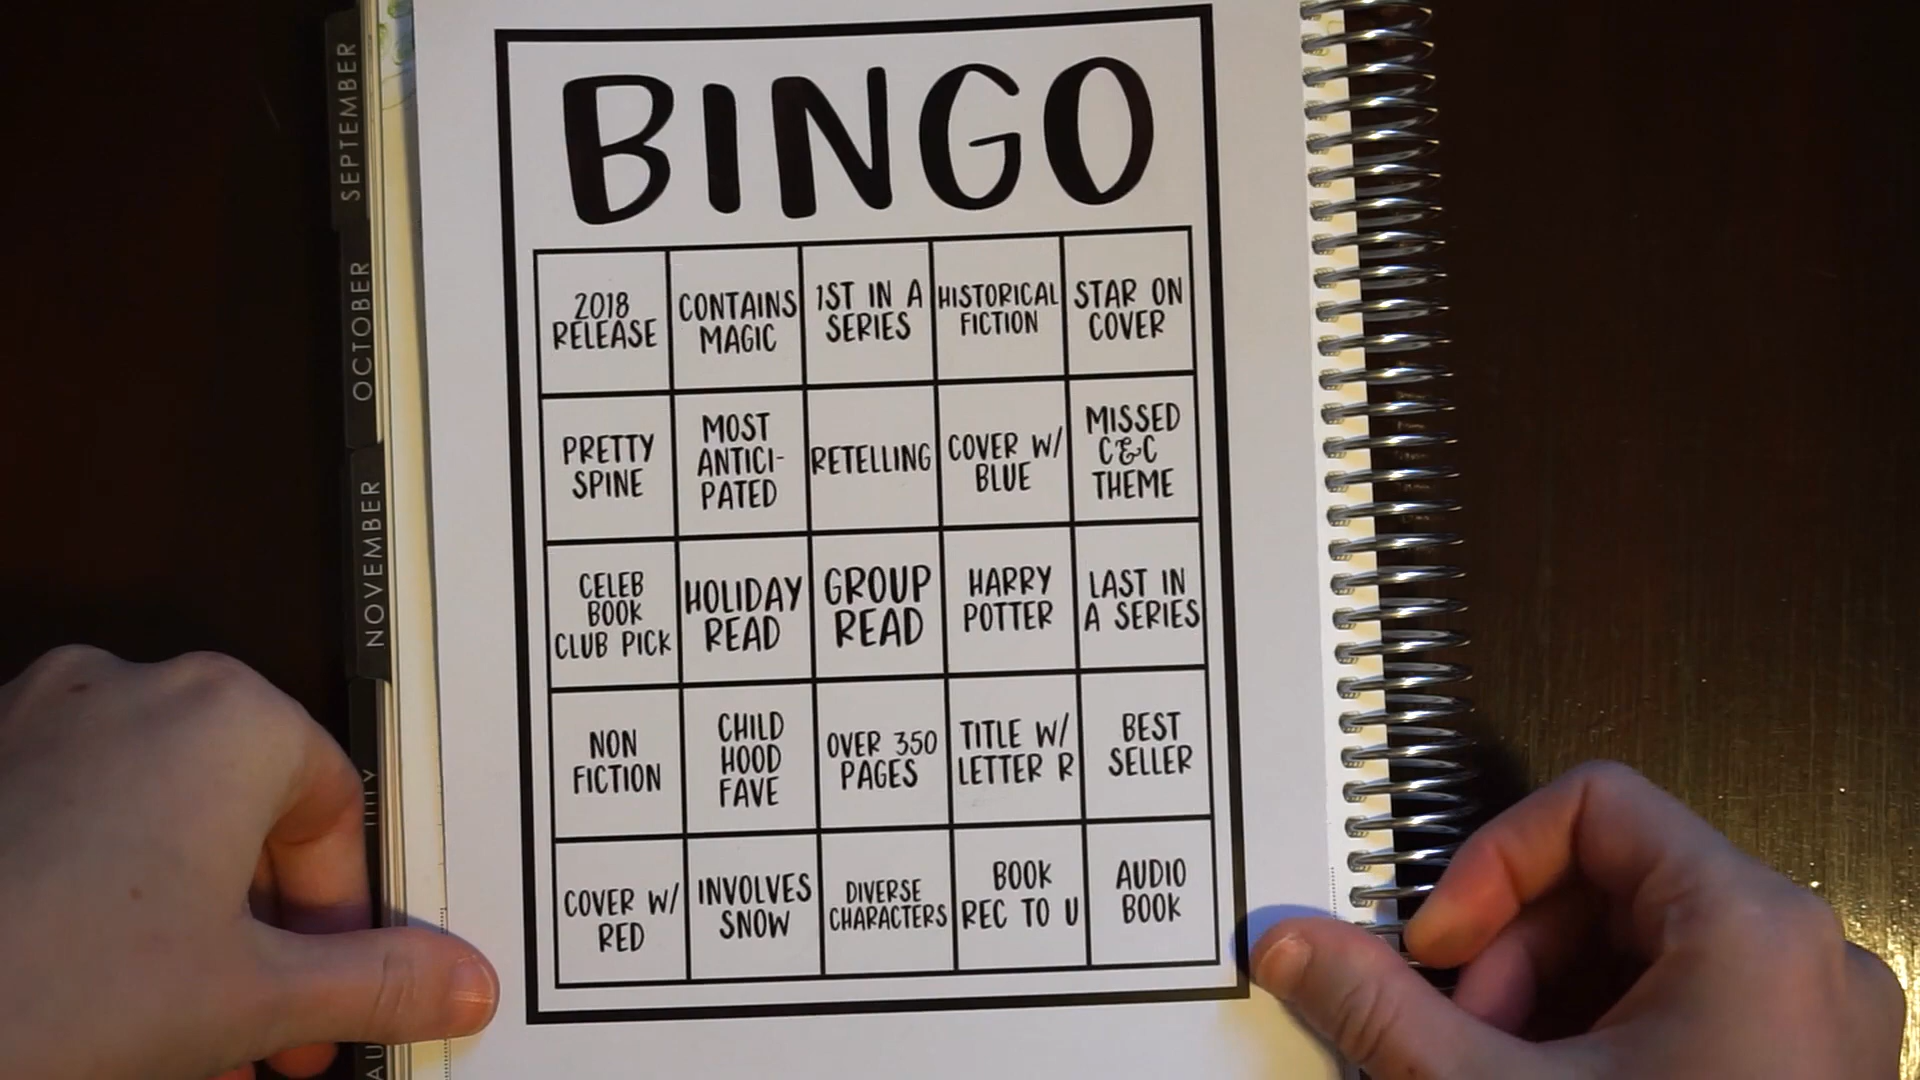 BINGO
2018
RELEASE
CONTAINS
MAGIC
1ST IN A
SERIES
HISTORICAL
FICTION
STAR ON
COVER
PRETTY
SPINE
MOST
ANTICI-
PATED
RETELLING
COVER W/
BLUE
MISSED
C&C
THEME
CELEB
BOOK
CLUB PICK
HOLIDAY
READ
GROUP
READ
HARRY
POTTER
LAST IN
A SERIES
NON
FICTION
CHILD
HOOD
FAVE
OVER 350
PAGES
TITLE W/
LETTER R
BEST
SELLER
COVER W/
RED
INVOLVES
SNOW
DIVERSE
CHARACTERS
BOOK
REC TO U
AUDIO
BOOK
SEPTEMBER
OCTOBER
NOVEMBER